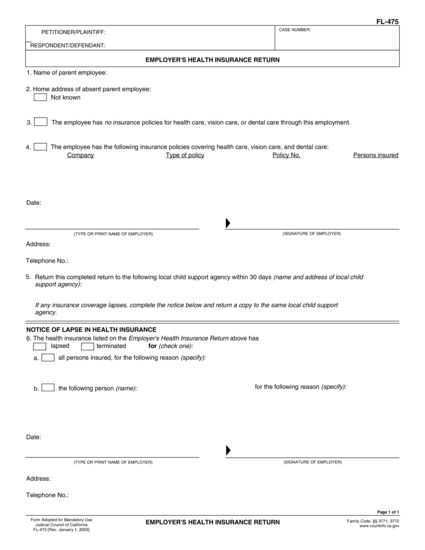 FL-475
PETITIONER/PLAINTIFF:
CASE NUMBER:
RESPONDENT/DEFENDANT:
EMPLOYER'S HEALTH INSURANCE RETURN
1. Name of parent employee:
2. Home address of absent parent employee:
Not known
3. The employee has no insurance policies for health care, vision care, or dental care through this employment.
4. The employee has the following insurance policies covering health care, vision care, and dental care:
Company Type of policy Policy No. Persons insured
Date:
(TYPE OR PRINT NAME OF EMPLOYER) (SIGNATURE OF EMPLOYER)
Address:
Telephone No.:
5. Return this completed return to the following local child support agency within 30 days (name and address of local child
support agency):
If any insurance coverage lapses, complete the notice below and return a copy to the same local child support
agency.
NOTICE OF LAPSE IN HEALTH INSURANCE
6. The health insurance listed on the Employer's Health Insurance Return above has
lapsed terminated for (check one):
a. all persons insured, for the following reason (specify):
b. the following person (name): for the following reason (specify):
Date:
(TYPE OR PRINT NAME OF EMPLOYER) (SIGNATURE OF EMPLOYER)
Address:
Telephone No.:
Page 1 of 1
Form Adopted for Mandatory Use
Judicial Council of California
FL-475 [Rev. January 1, 2003]
EMPLOYER'S HEALTH INSURANCE RETURN
Family Code, §§ 3771, 3772
www.courtinfo.ca.gov